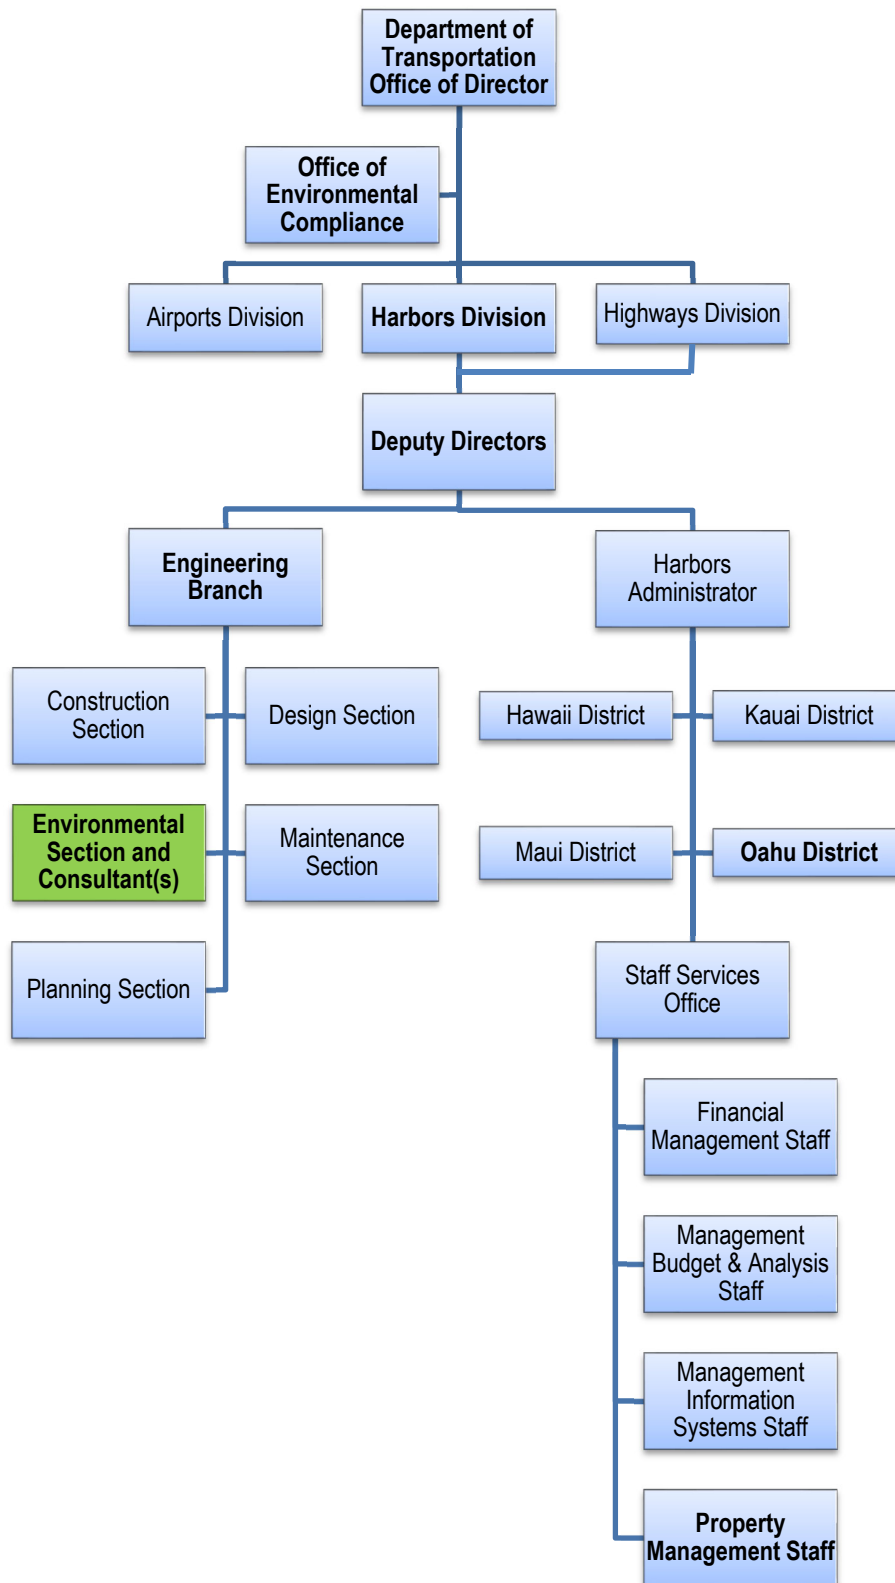 Department of
Transportation
Office of Director
Office of
Environmental
Compliance
Airports Division
Harbors Division
Highways Division
Deputy Directors
Engineering
Branch
Harbors
Administrator
Construction
Section
Design Section
Hawaii District
Kauai District
Environmental
Section and
Consultant(s)
Maintenance
Section
Maui District
Oahu District
Planning Section
Staff Services
Office
Financial
Management Staff
Management
Budget & Analysis
Staff
Management
Information
Systems Staff
Property
Management Staff